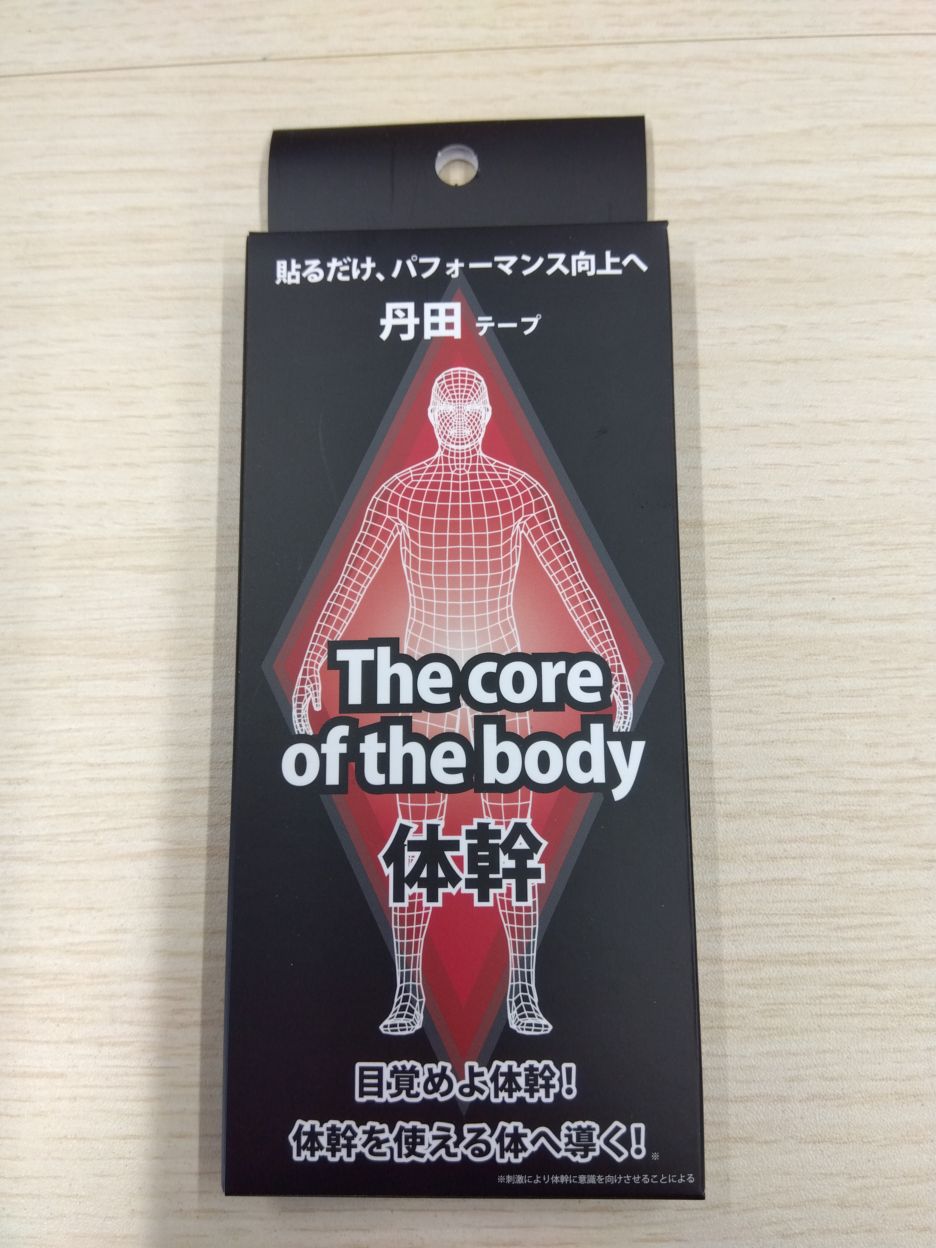 貼るだけ、パフォーマンス向上へ
丹田 テープ
The core
of the body
体幹
目覚めよ体幹！
体幹を使える体へ導く！※
※刺激により体幹に意識を向けさせることによる